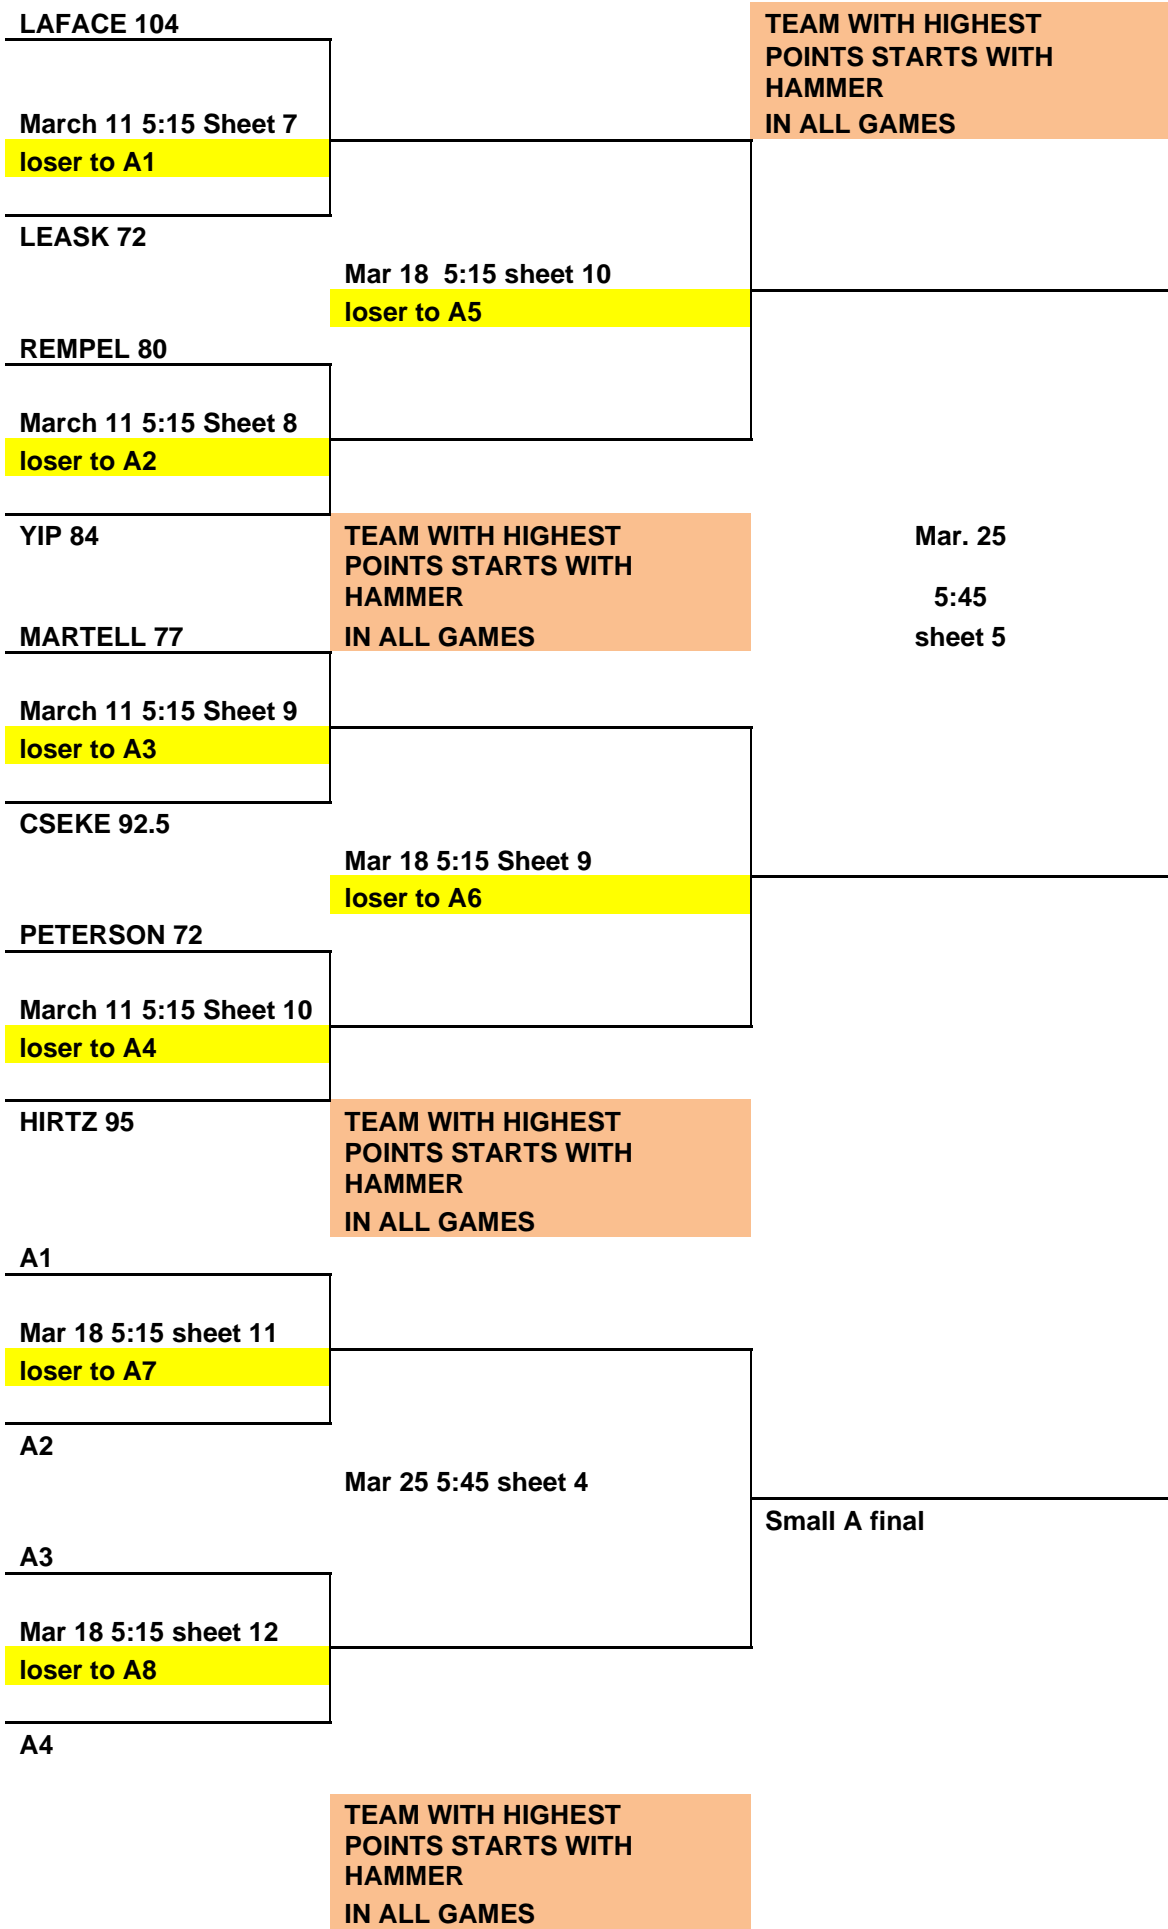 LAFACE 104
TEAM WITH HIGHEST
POINTS STARTS WITH
HAMMER
IN ALL GAMES
March 11 5:15 Sheet 7
loser to A1
LEASK 72
Mar 18  5:15 sheet 10
loser to A5
REMPEL 80
March 11 5:15 Sheet 8
loser to A2
YIP 84
TEAM WITH HIGHEST
POINTS STARTS WITH
HAMMER
IN ALL GAMES
Mar. 25
5:45
sheet 5
MARTELL 77
March 11 5:15 Sheet 9
loser to A3
CSEKE 92.5
Mar 18 5:15 Sheet 9
loser to A6
PETERSON 72
March 11 5:15 Sheet 10
loser to A4
HIRTZ 95
TEAM WITH HIGHEST
POINTS STARTS WITH
HAMMER
IN ALL GAMES
A1
Mar 18 5:15 sheet 11
loser to A7
A2
Mar 25 5:45 sheet 4
Small A final
A3
Mar 18 5:15 sheet 12
loser to A8
A4
TEAM WITH HIGHEST
POINTS STARTS WITH
HAMMER
IN ALL GAMES